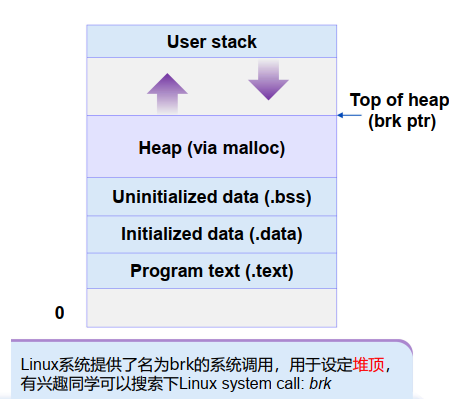 User stack
Top of heap
(brk ptr)
Heap (via malloc)
Uninitialized data (.bss)
Initialized data (.data)
Program text (.text)
0
Linux系统提供了名为brk的系统调用，用于设定堆顶，
有兴趣同学可以搜索下Linux system call: brk